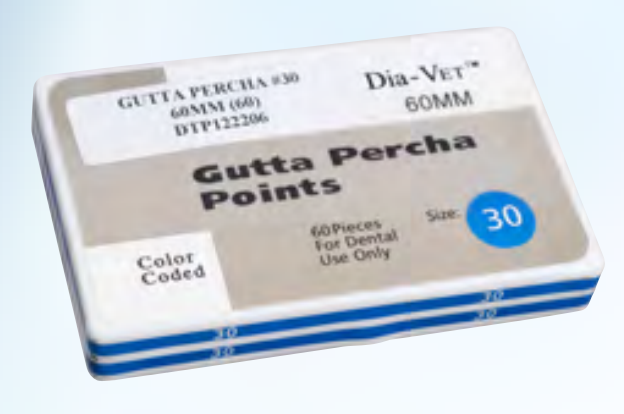 GUTTA PERCHA #30
60MM (60)
DTP122206
Dia-Vet™
60MM
Gutta Percha
Points
60 Pieces
For Dental
Use Only
Size:
30
Color
Coded
30
30
30
30